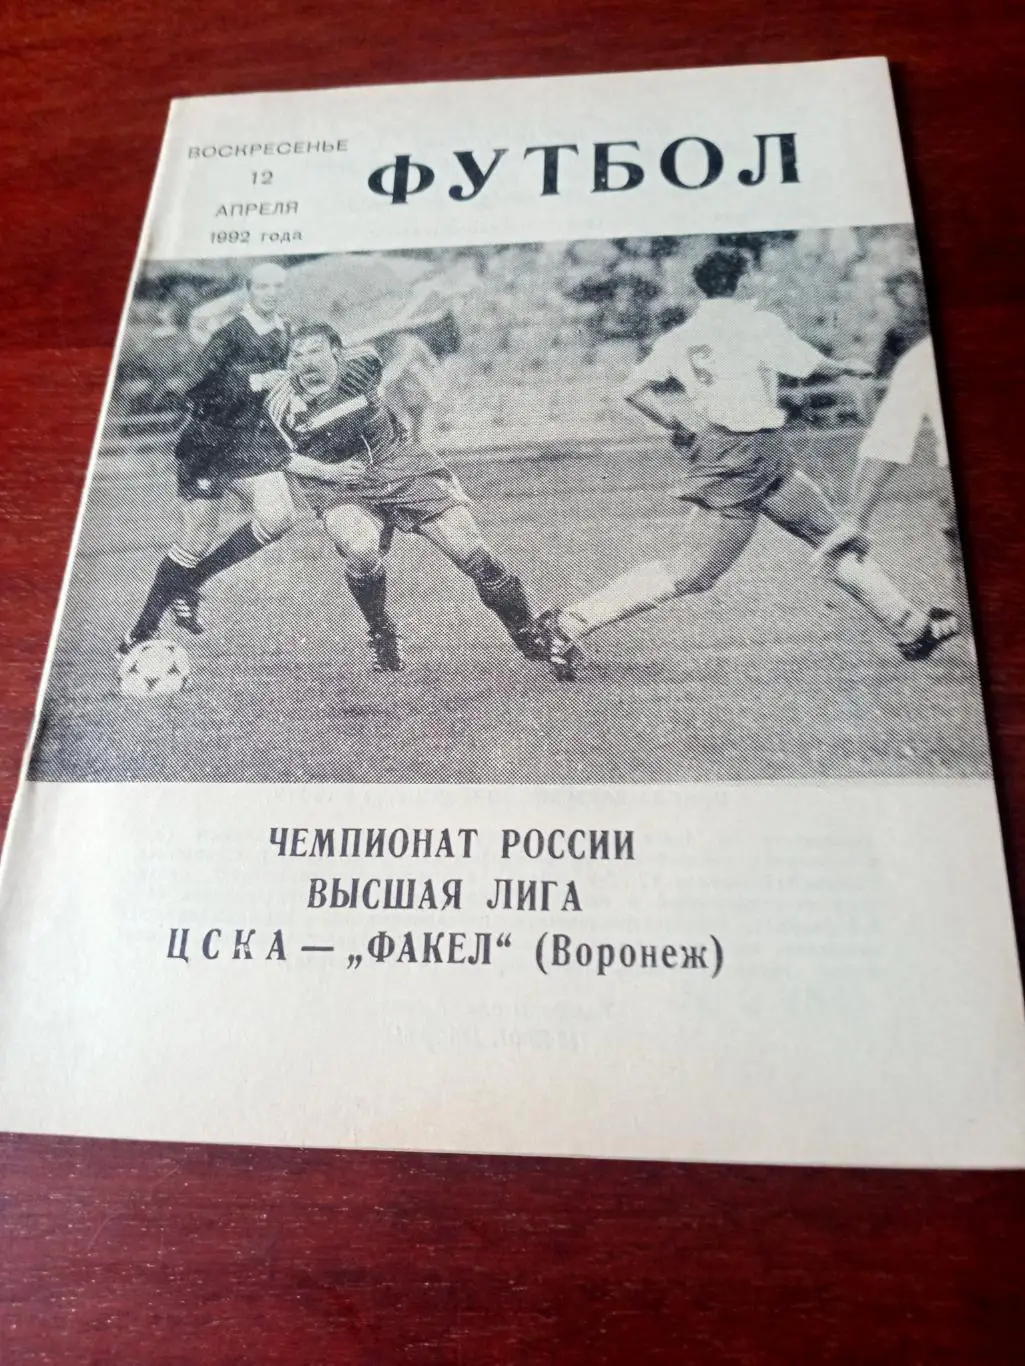 ВОСКРЕСЕНЬЕ
12
АПРЕЛЯ
1992 года
ФУТБОЛ
ЧЕМПИОНАТ РОССИИ
ВЫСШАЯ ЛИГА
ЦСКА — „ФАКЕЛ“ (Воронеж)